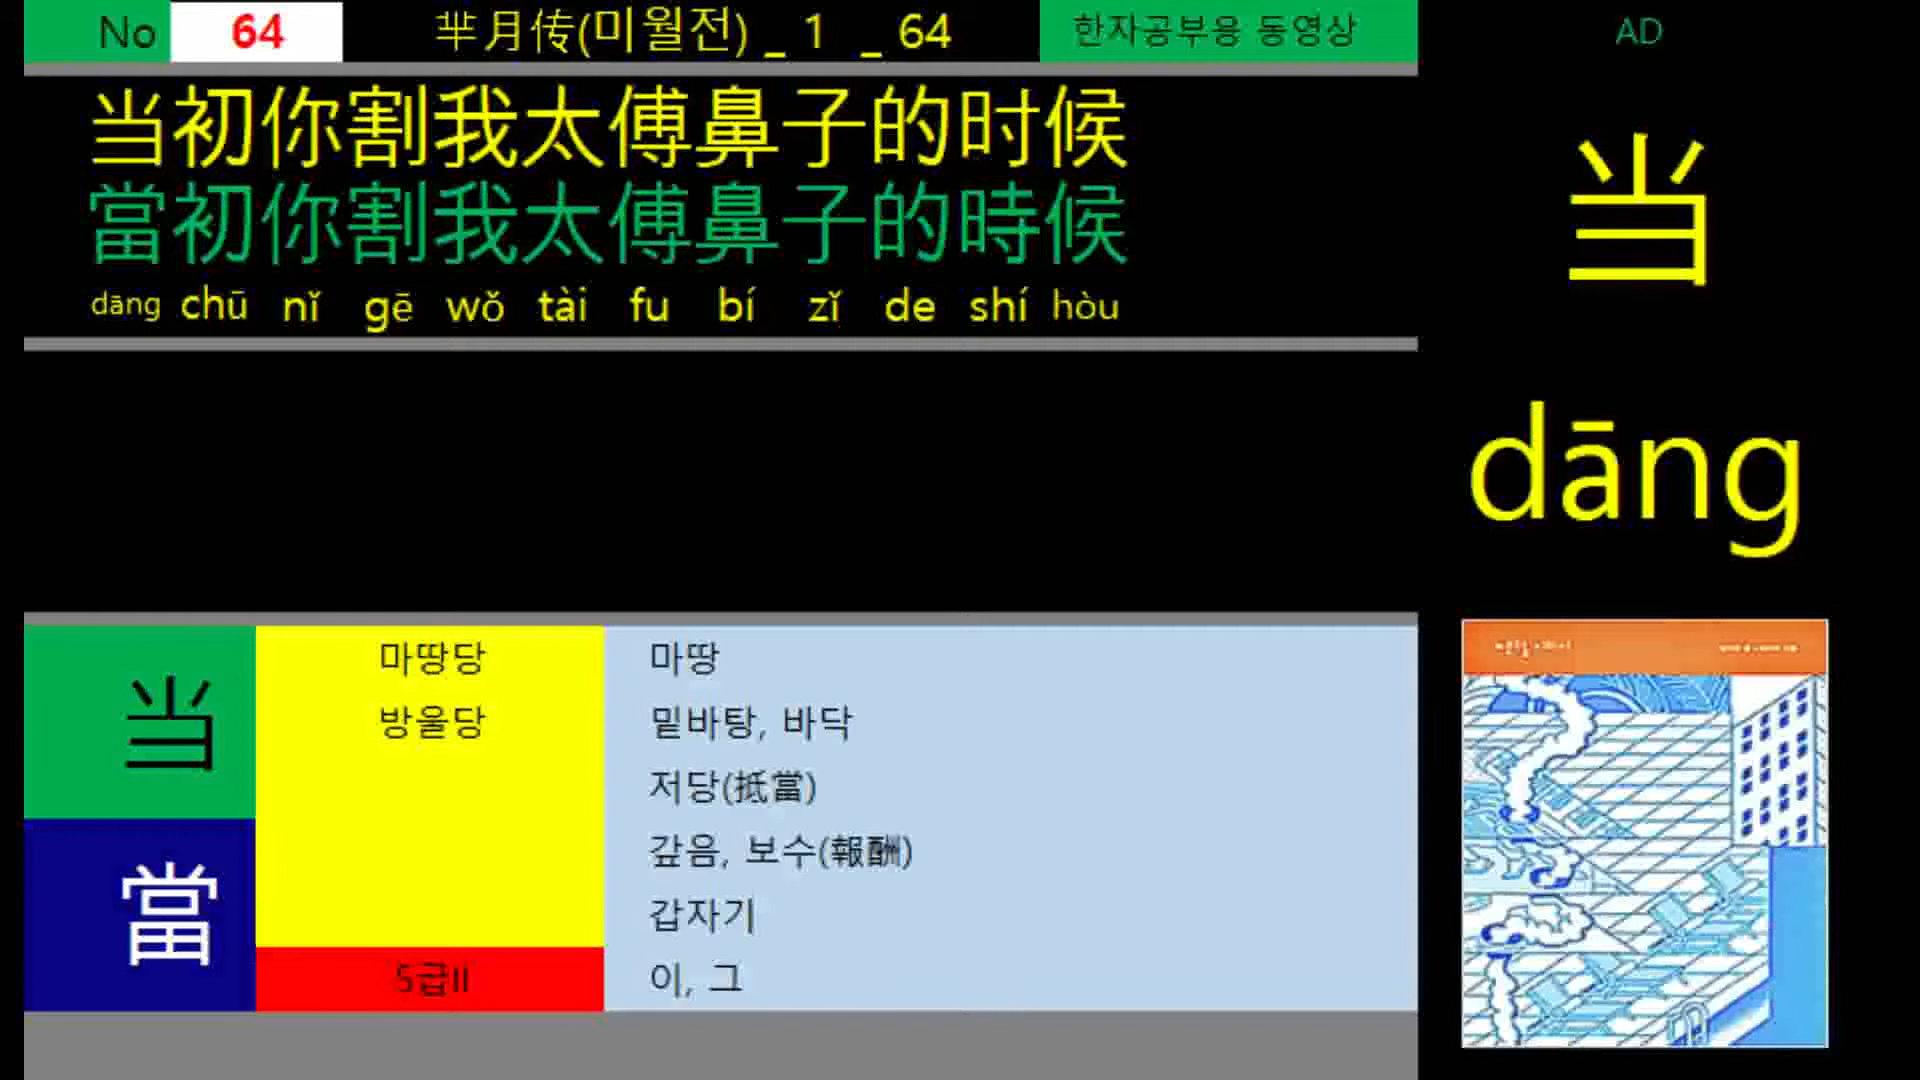 No 64 芈月传(미월전) _ 1 _ 64 한자공부용 동영상 AD
当初你割我太傅鼻子的时候
當初你割我太傅鼻子的時候
dāng chū nǐ gē wǒ tài fu bí zǐ de shí hòu
当
dāng
当
當
마땅당
방울당
5급II
마땅
밑바탕, 바닥
저당(抵當)
갚음, 보수(報酬)
갑자기
이, 그